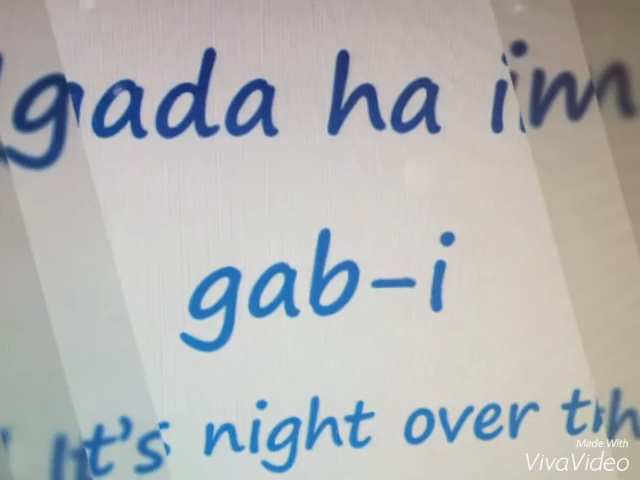 gada ha im
gab-i
It's night over th
Made With
VivaVideo